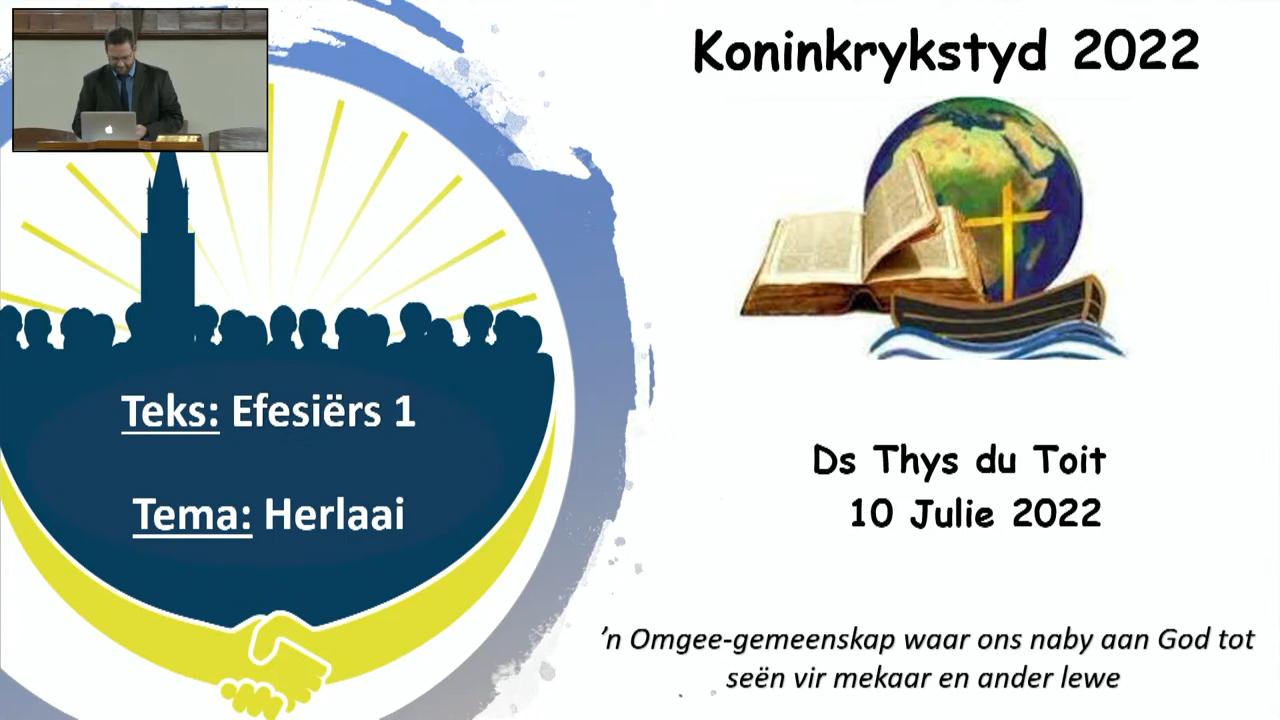 Koninkrykstyd 2022
Teks: Efesiërs 1
Tema: Herlaai
Ds Thys du Toit
10 Julie 2022
’n Omgee-gemeenskap waar ons naby aan God tot
seën vir mekaar en ander lewe